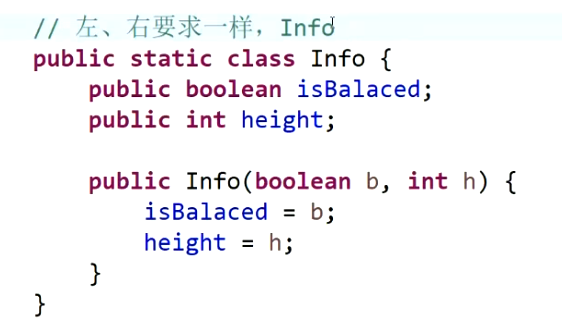 // 左、右要求一样，Info
public static class Info {
    public boolean isBalaced;
    public int height;

    public Info(boolean b, int h) {
        isBalaced = b;
        height = h;
    }
}